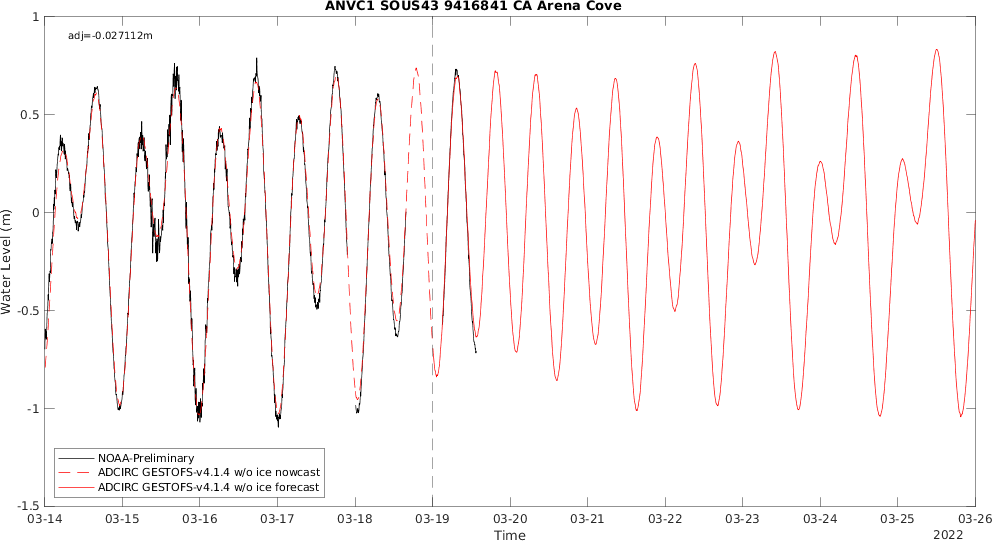 ANVC1 SOUS43 9416841 CA Arena Cove
adj=-0.027112m
1
0.5
0
-0.5
-1
-1.5
Water Level (m)
NOAA-Preliminary
ADCIRC GESTOFS-v4.1.4 w/o ice nowcast
ADCIRC GESTOFS-v4.1.4 w/o ice forecast
03-14 03-15 03-16 03-17 03-18 03-19 03-20 03-21 03-22 03-23 03-24 03-25 03-26
Time
2022